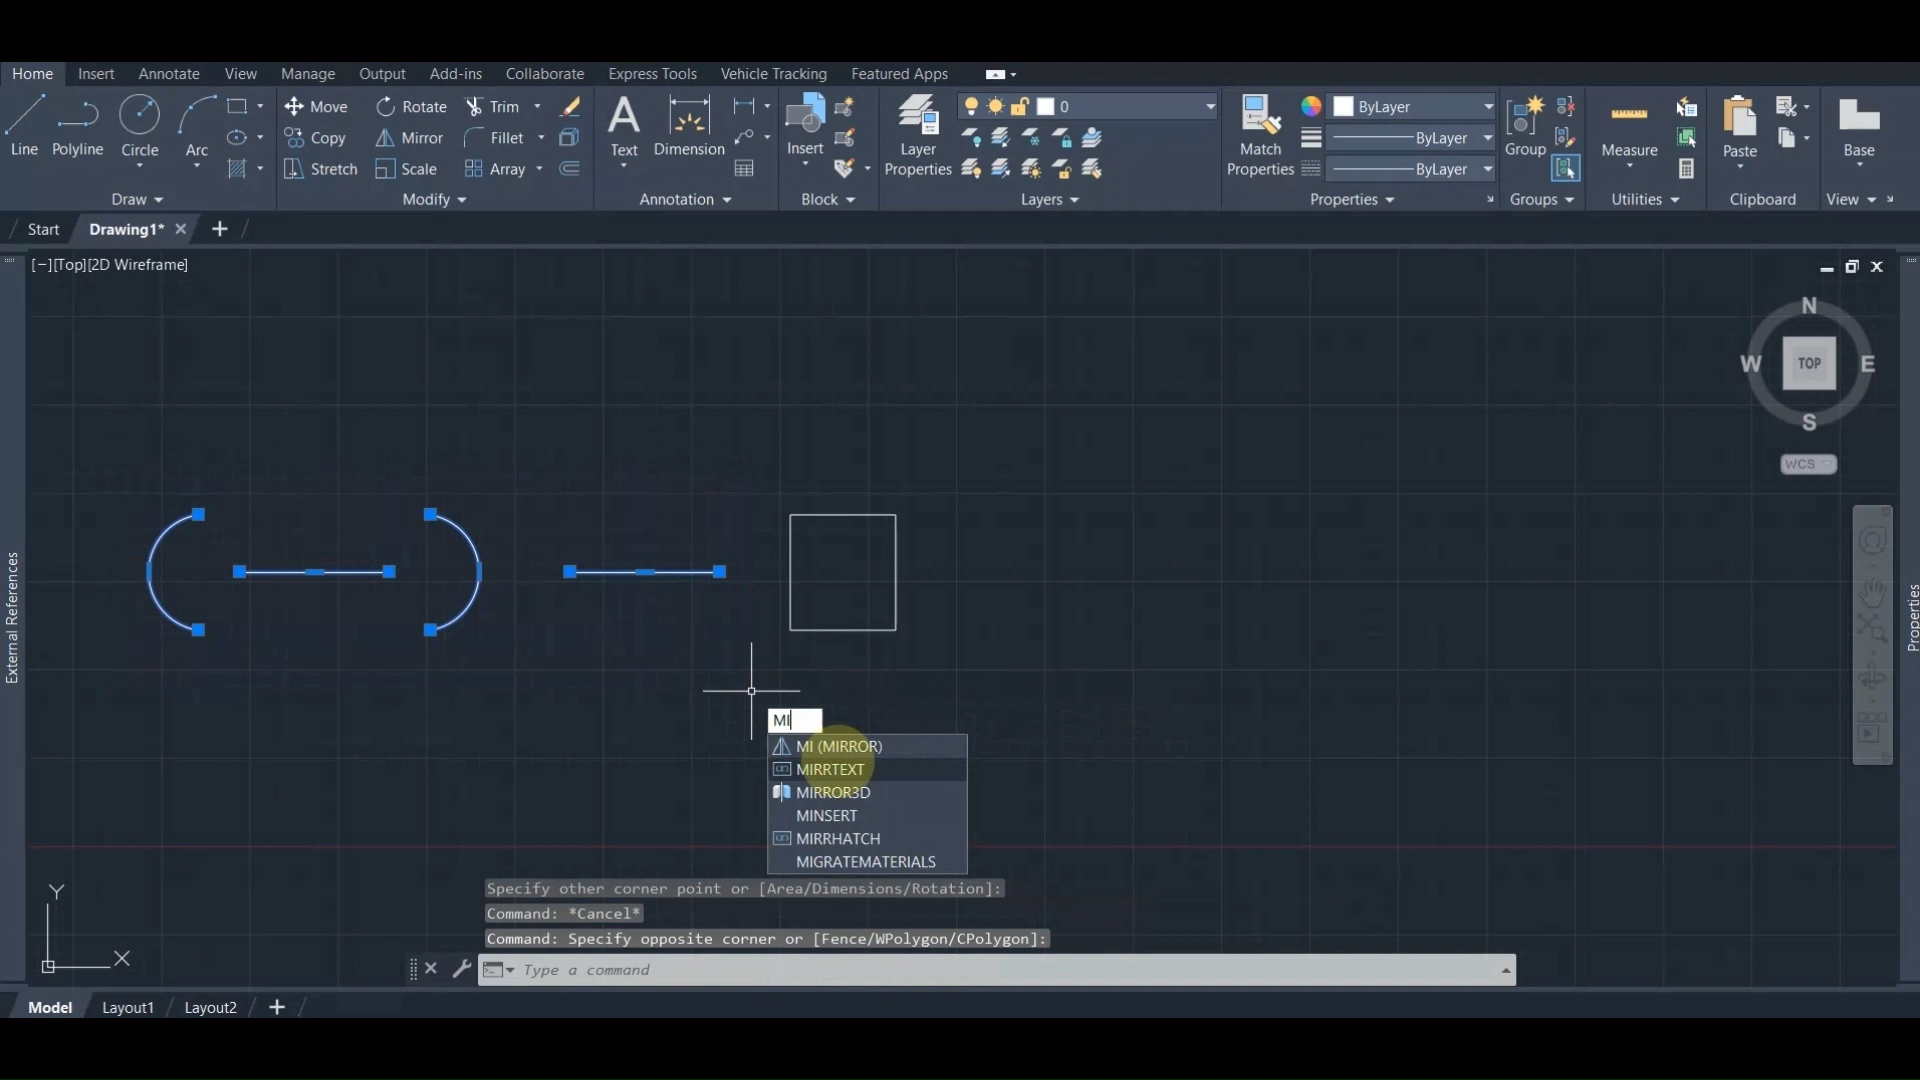 Home Insert Annotate View Manage Output Add-ins Collaborate Express Tools Vehicle Tracking Featured Apps
Line Polyline Circle Arc
Move Rotate Trim
Copy Mirror Fillet
Stretch Scale Array
Text Dimension
Insert
Layer Properties
0
Match Properties
ByLayer
ByLayer
ByLayer
Group
Measure
Paste
Base
Draw Modify Annotation Block Layers Properties Groups Utilities Clipboard View
Start Drawing1*
[−][Top][2D Wireframe]
N
W TOP E
S
WCS
External References
Properties
MI
MI (MIRROR)
MIRRTEXT
MIRROR3D
MINSERT
MIRRHATCH
MIGRATEMATERIALS
Specify other corner point or [Area/Dimensions/Rotation]:
Command: *Cancel*
Command: Specify opposite corner or [Fence/WPolygon/CPolygon]:
Y
X
Type a command
Model Layout1 Layout2